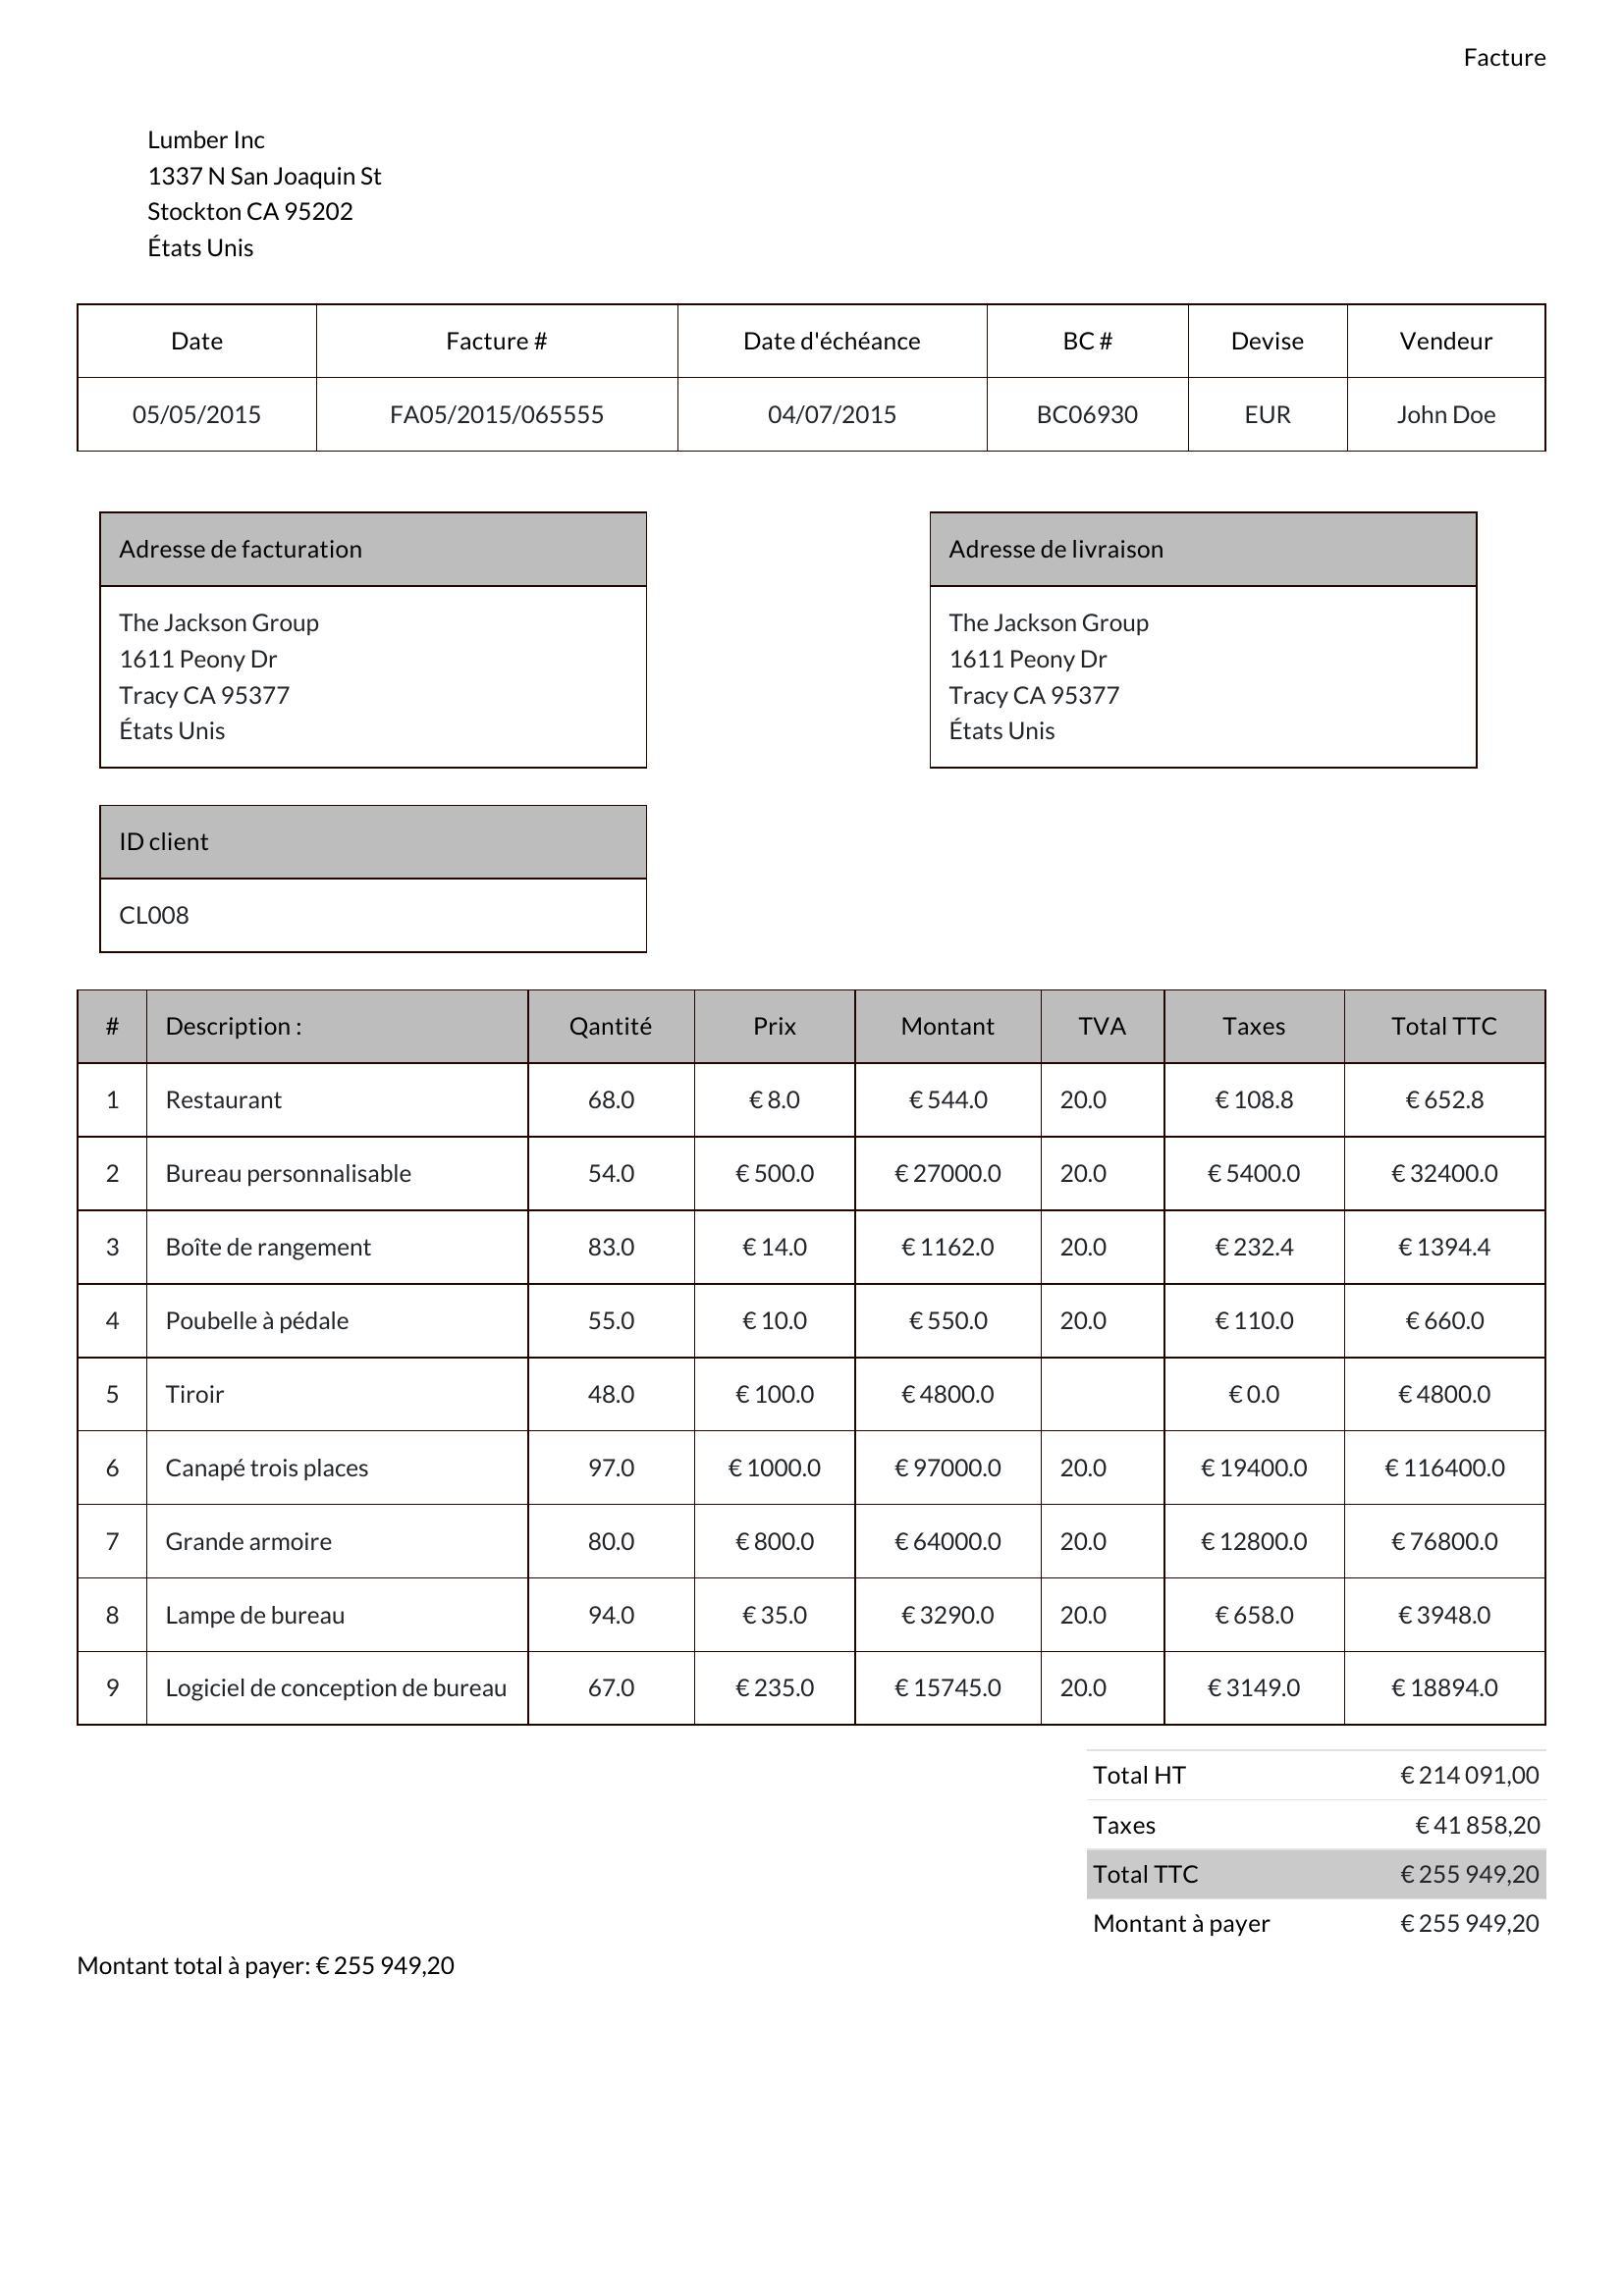 Facture
Lumber Inc
1337 N San Joaquin St
Stockton CA 95202
États Unis
Date Facture # Date d'échéance BC # Devise Vendeur
05/05/2015 FA05/2015/065555 04/07/2015 BC06930 EUR John Doe
Adresse de facturation
The Jackson Group
1611 Peony Dr
Tracy CA 95377
États Unis
Adresse de livraison
The Jackson Group
1611 Peony Dr
Tracy CA 95377
États Unis
ID client
CL008
# Description : Qantité Prix Montant TVA Taxes Total TTC
1 Restaurant 68.0 € 8.0 € 544.0 20.0 € 108.8 € 652.8
2 Bureau personnalisable 54.0 € 500.0 € 27000.0 20.0 € 5400.0 € 32400.0
3 Boîte de rangement 83.0 € 14.0 € 1162.0 20.0 € 232.4 € 1394.4
4 Poubelle à pédale 55.0 € 10.0 € 550.0 20.0 € 110.0 € 660.0
5 Tiroir 48.0 € 100.0 € 4800.0 € 0.0 € 4800.0
6 Canapé trois places 97.0 € 1000.0 € 97000.0 20.0 € 19400.0 € 116400.0
7 Grande armoire 80.0 € 800.0 € 64000.0 20.0 € 12800.0 € 76800.0
8 Lampe de bureau 94.0 € 35.0 € 3290.0 20.0 € 658.0 € 3948.0
9 Logiciel de conception de bureau 67.0 € 235.0 € 15745.0 20.0 € 3149.0 € 18894.0
Total HT € 214 091,00
Taxes € 41 858,20
Total TTC € 255 949,20
Montant à payer € 255 949,20
Montant total à payer: € 255 949,20